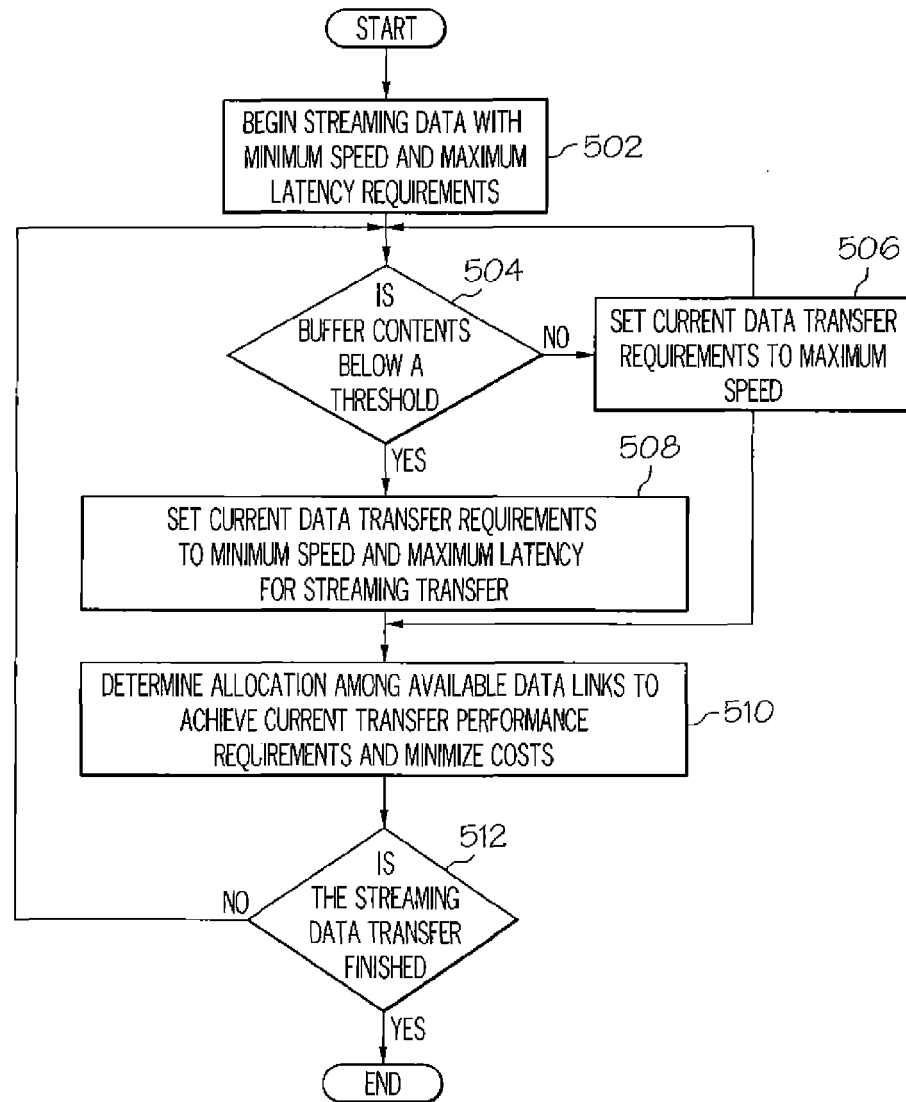 START
BEGIN STREAMING DATA WITH
MINIMUM SPEED AND MAXIMUM
LATENCY REQUIREMENTS
502
504
IS
BUFFER CONTENTS
BELOW A
THRESHOLD
NO
506
SET CURRENT DATA TRANSFER
REQUIREMENTS TO MAXIMUM
SPEED
YES
508
SET CURRENT DATA TRANSFER REQUIREMENTS
TO MINIMUM SPEED AND MAXIMUM LATENCY
FOR STREAMING TRANSFER
DETERMINE ALLOCATION AMONG AVAILABLE DATA LINKS TO
ACHIEVE CURRENT TRANSFER PERFORMANCE
REQUIREMENTS AND MINIMIZE COSTS
510
512
IS
THE STREAMING
DATA TRANSFER
FINISHED
NO
YES
END